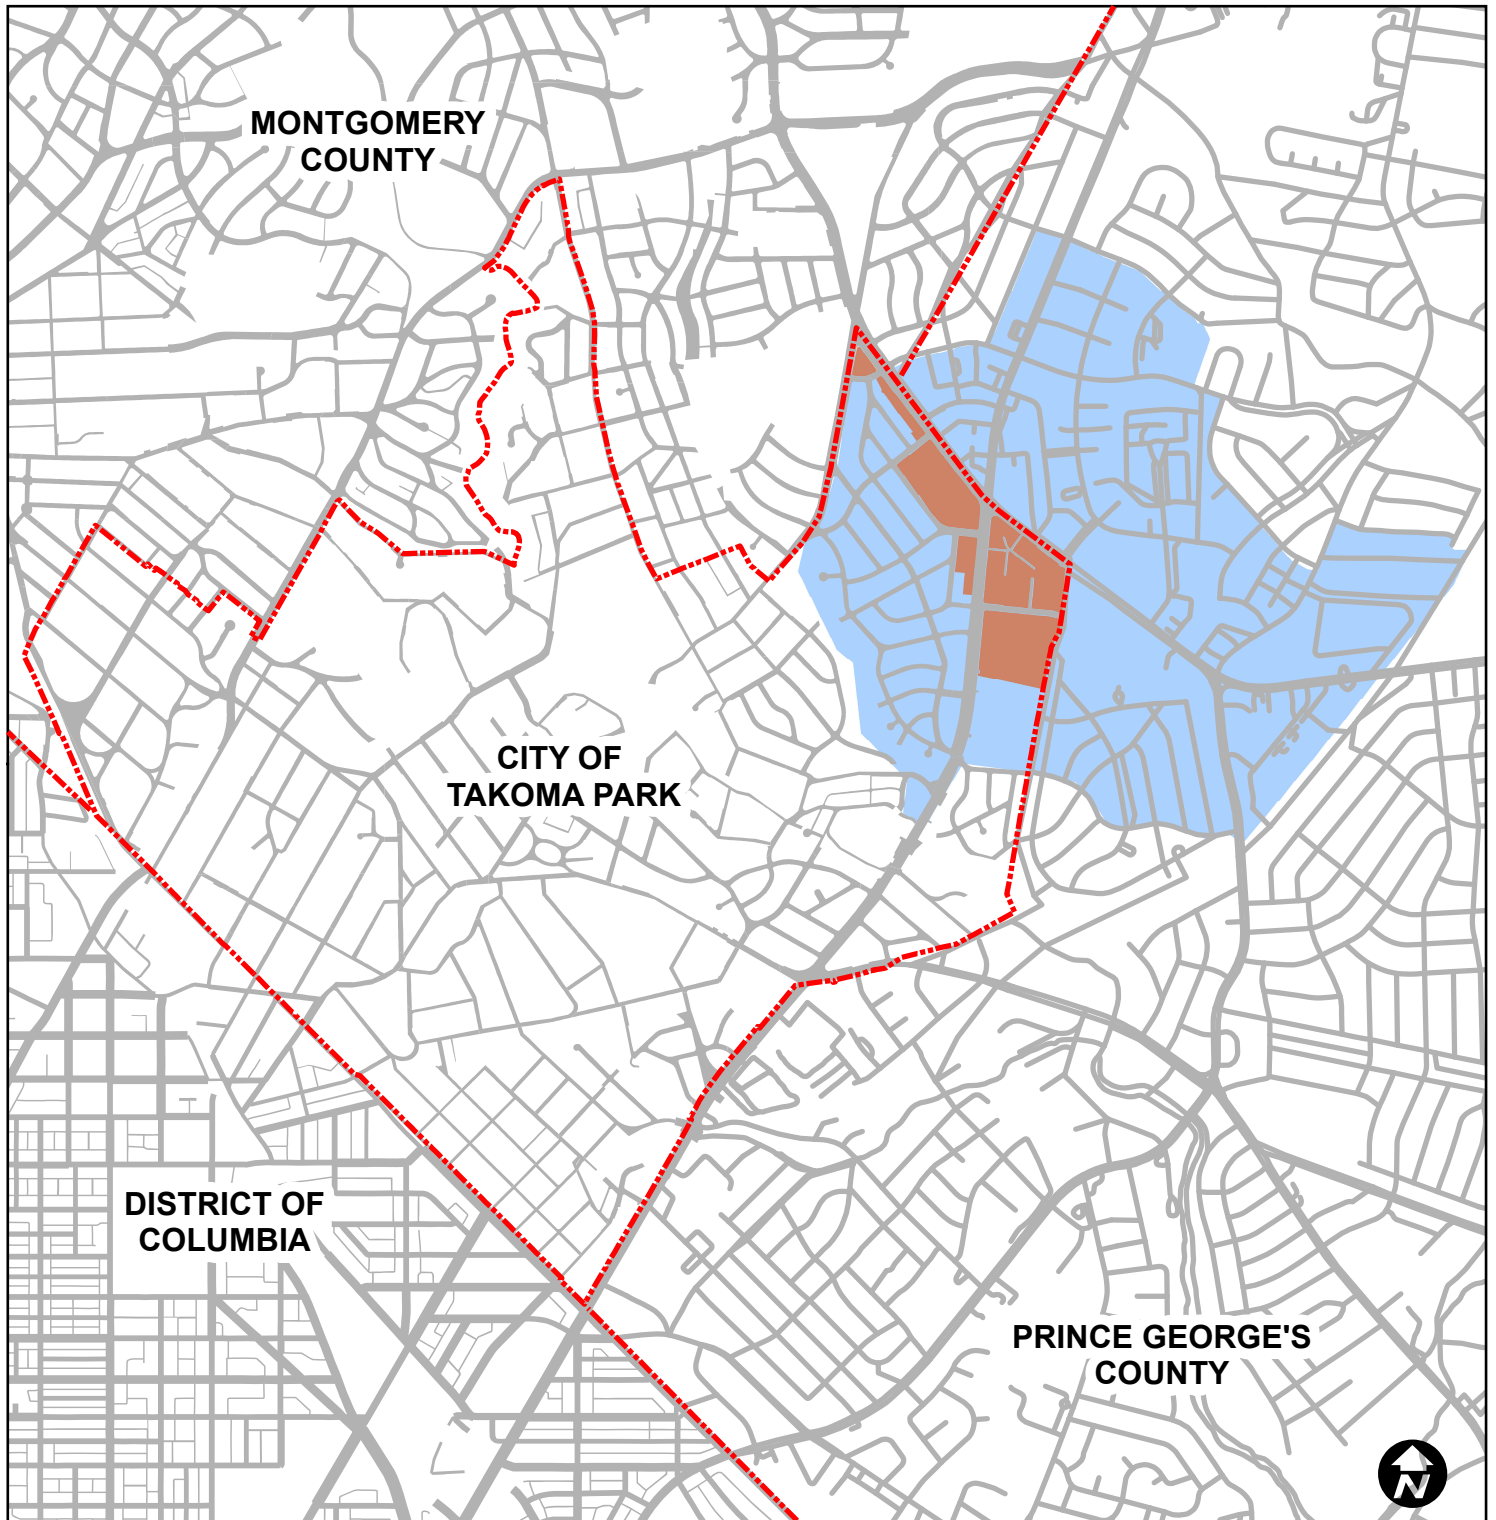 MONTGOMERY
COUNTY
CITY OF
TAKOMA PARK
DISTRICT OF
COLUMBIA
PRINCE GEORGE'S
COUNTY
N